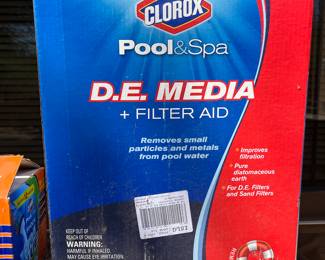 CLOROX
Pool&Spa
D.E. MEDIA
+ FILTER AID
Removes small
particles and metals
from pool water
• Improves
filtration
• Pure
diatomaceous
earth
• For D.E. Filters
and Sand Filters
KEEP OUT OF
REACH OF CHILDREN
WARNING:
HARMFUL IF INHALED.
MAY CAUSE EYE IRRITATION.